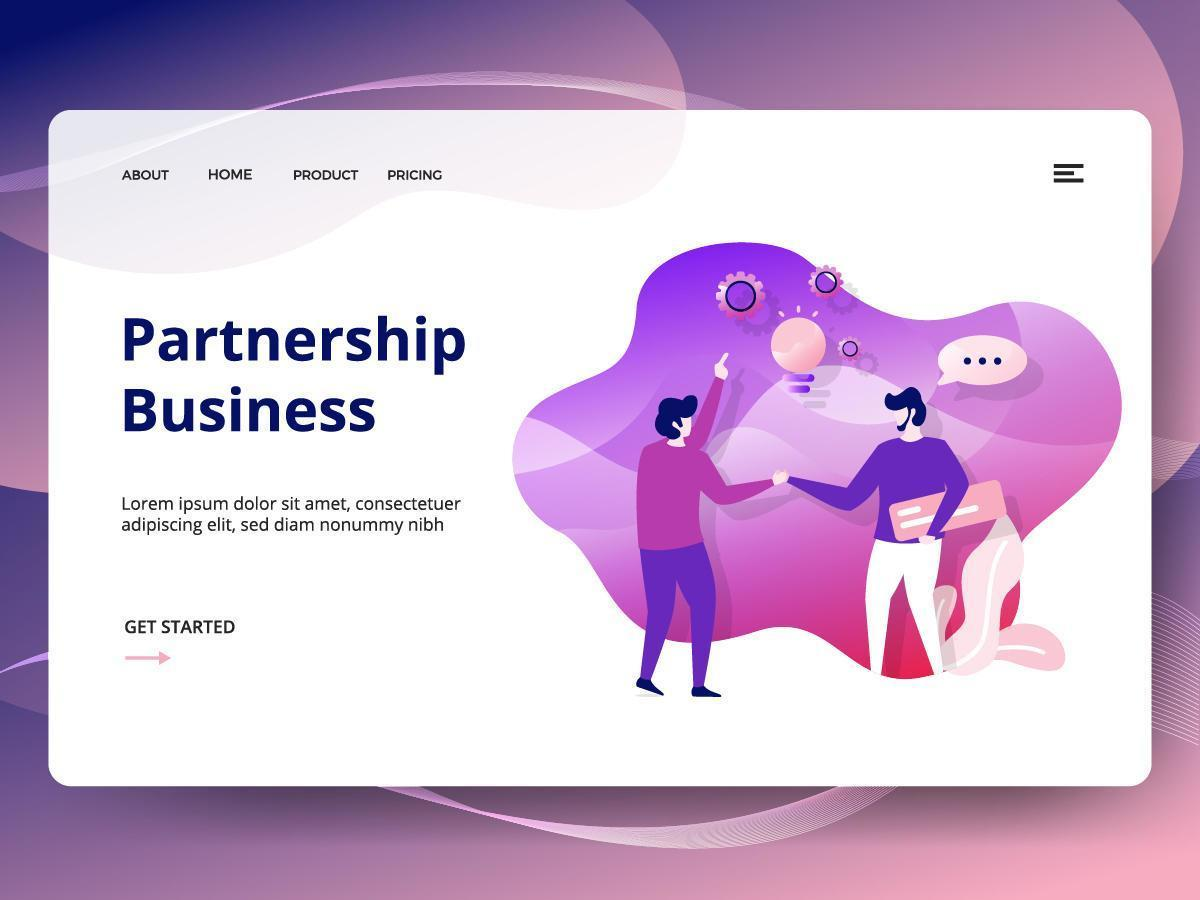 ABOUT HOME PRODUCT PRICING
Partnership
Business
Lorem ipsum dolor sit amet, consectetuer
adipiscing elit, sed diam nonummy nibh
GET STARTED